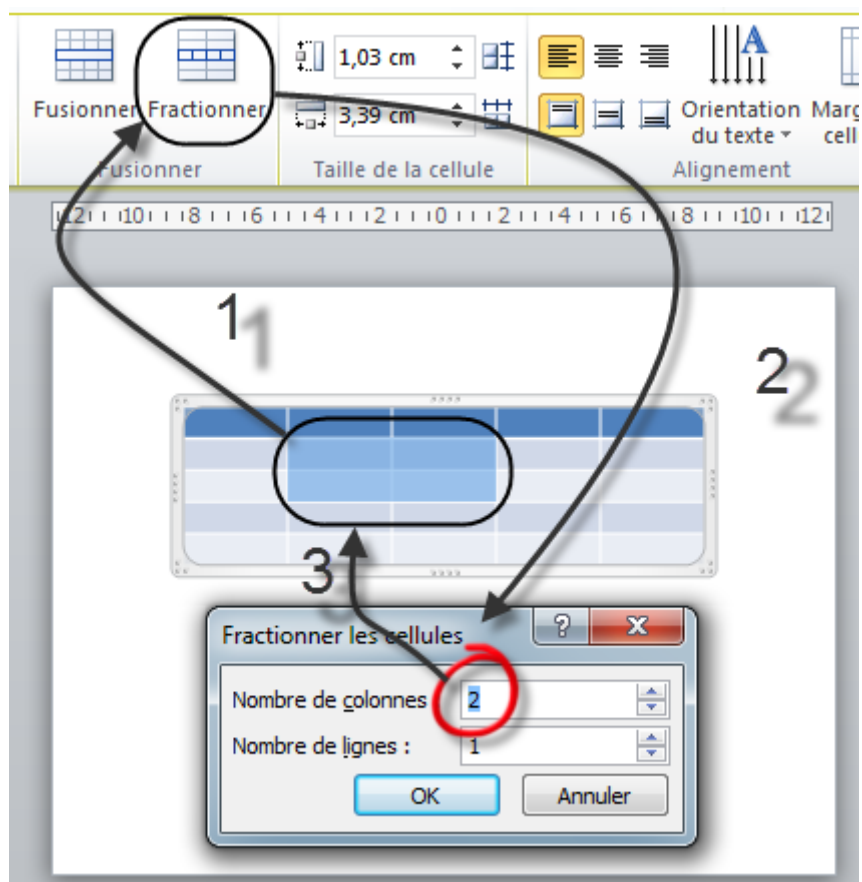 1,03 cm
Fusionner Fractionner 3,39 cm Orientation Marg
du texte cell
Fusionner Taille de la cellule Alignement
12 10 8 6 4 2 0 2 4 6 8 10 12
1
2
3
Fractionner les cellules
Nombre de colonnes 2
Nombre de lignes : 1
OK Annuler